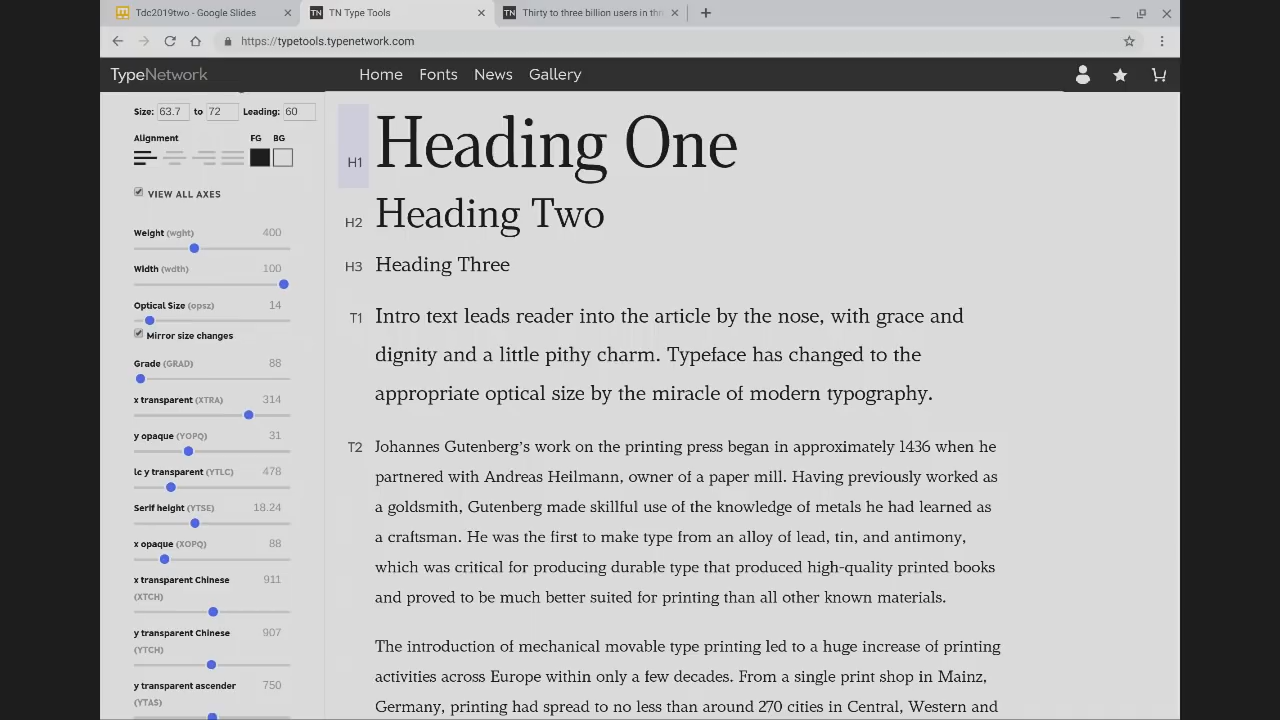 Tdc2019two - Google Slides
TN TN Type Tools
TN Thirty to three billion users in thr
https://typetools.typenetwork.com
TypeNetwork
Home Fonts News Gallery
Size: 63.7 to 72 Leading: 60
Alignment FG BG
VIEW ALL AXES
Weight (wght) 400
Width (wdth) 100
Optical Size (opsz) 14
Mirror size changes
Grade (GRAD) 88
x transparent (XTRA) 314
y opaque (YOPQ) 31
lc y transparent (YTLC) 478
Serif height (YTSE) 18.24
x opaque (XOPQ) 88
x transparent Chinese 911
(XTCH)
y transparent Chinese 907
(YTCH)
y transparent ascender 750
(YTAS)
H1 Heading One
H2 Heading Two
H3 Heading Three
T1 Intro text leads reader into the article by the nose, with grace and
dignity and a little pithy charm. Typeface has changed to the
appropriate optical size by the miracle of modern typography.
T2 Johannes Gutenberg's work on the printing press began in approximately 1436 when he
partnered with Andreas Heilmann, owner of a paper mill. Having previously worked as
a goldsmith, Gutenberg made skillful use of the knowledge of metals he had learned as
a craftsman. He was the first to make type from an alloy of lead, tin, and antimony,
which was critical for producing durable type that produced high-quality printed books
and proved to be much better suited for printing than all other known materials.
The introduction of mechanical movable type printing led to a huge increase of printing
activities across Europe within only a few decades. From a single print shop in Mainz,
Germany, printing had spread to no less than around 270 cities in Central, Western and